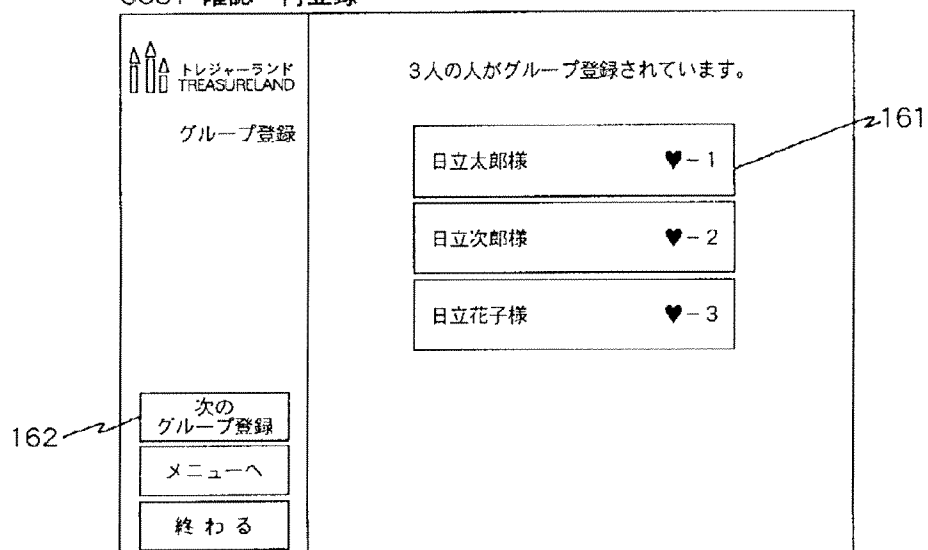 トレジャーランド
TREASURELAND
グループ登録
3人の人がグループ登録されています。
日立太郎様 ♥-1
161
日立次郎様 ♥-2
日立花子様 ♥-3
次の
グループ登録
162
メニューへ
終わる